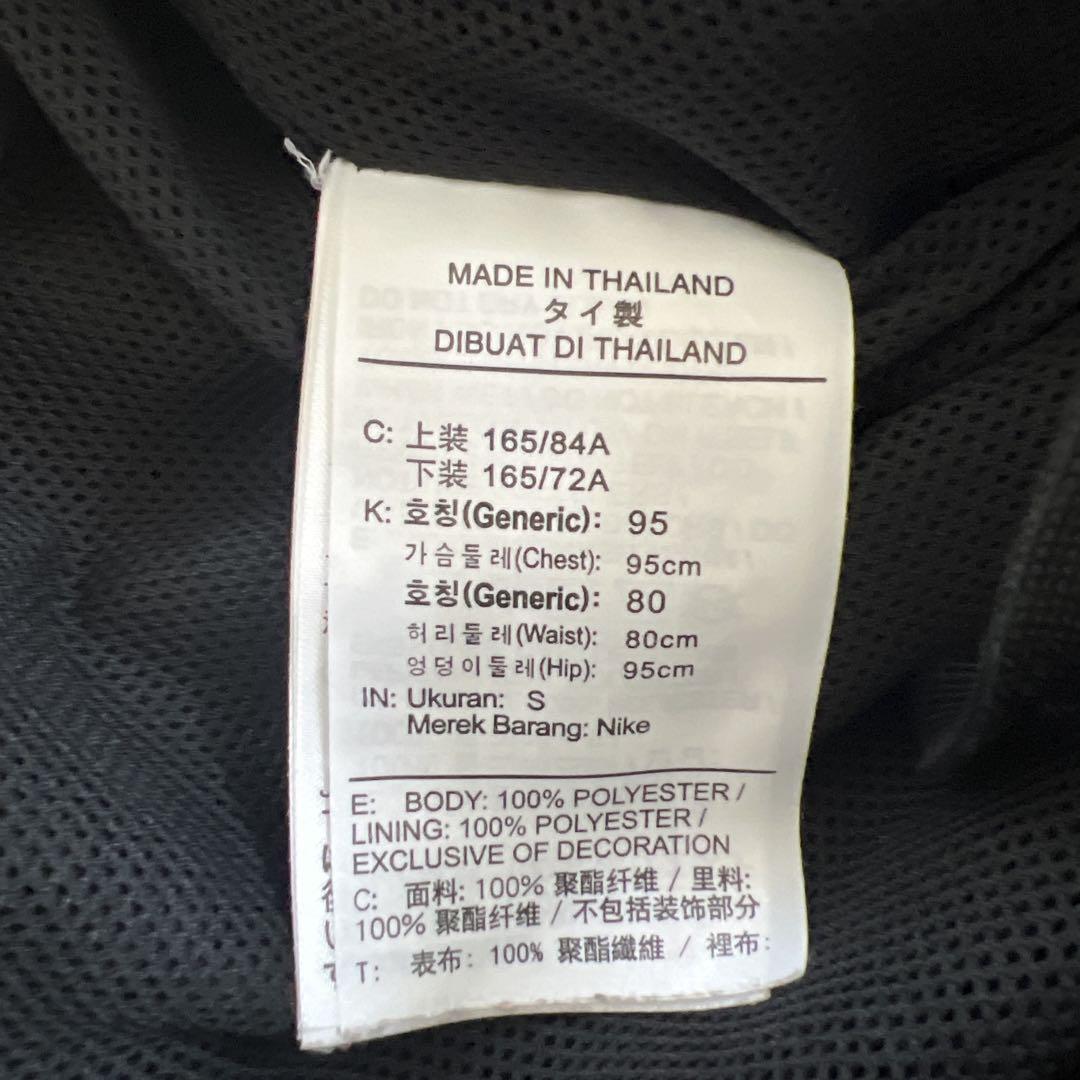 MADE IN THAILAND
タイ製
DIBUAT DI THAILAND
C: 上装 165/84A
下装 165/72A
K: 호칭(Generic): 95
가슴둘레(Chest): 95cm
호칭(Generic): 80
허리둘레(Waist): 80cm
엉덩이둘레(Hip): 95cm
IN: Ukuran: S
Merek Barang: Nike
E: BODY: 100% POLYESTER /
LINING: 100% POLYESTER /
EXCLUSIVE OF DECORATION
C: 面料: 100% 聚酯纤维 / 里料:
100% 聚酯纤维 / 不包括装饰部分
T: 表布: 100% 聚酯纖維 / 裡布: